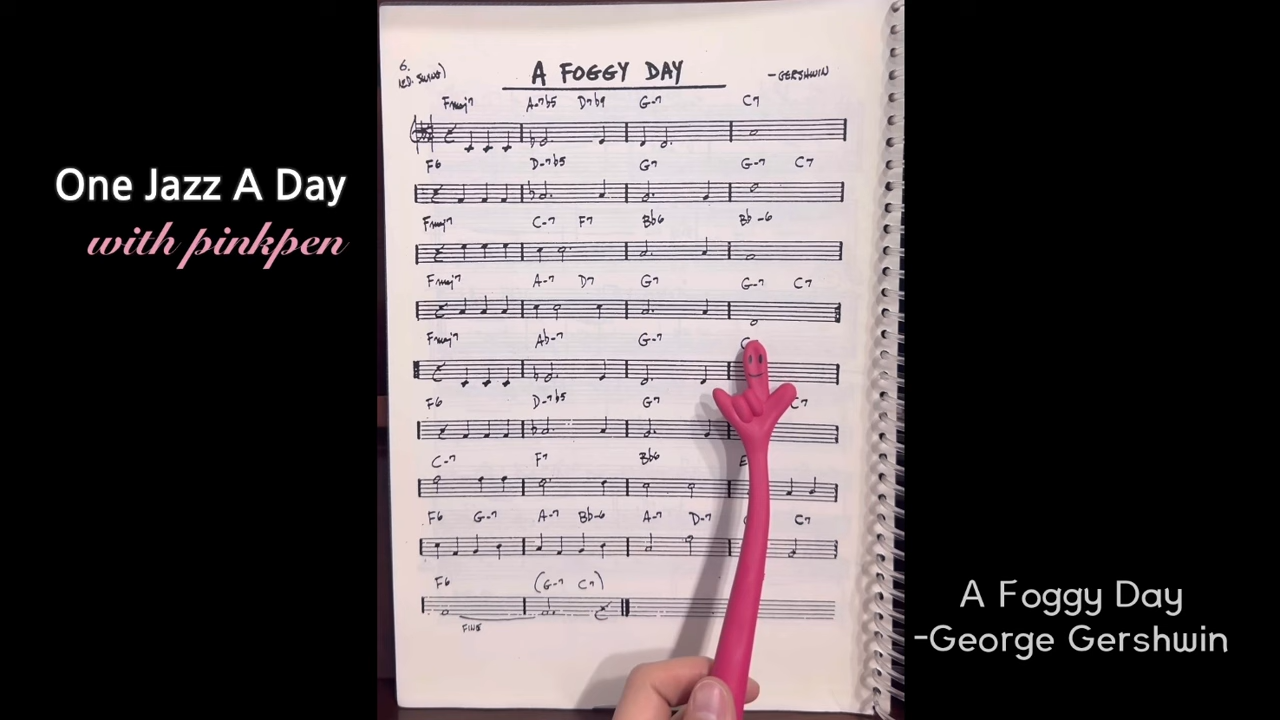 One Jazz A Day
with pinkpen
6.
(ED. SWING)
A FOGGY DAY
-GERSHWIN
Fmaj7 A-7b5 D7b9 G-7 C7
F6 D-7b5 G7 G-7 C7
Fmaj7 C-7 F7 Bb6 Bb-6
Fmaj7 A-7 D7 G7 G-7 C7
Fmaj7 Ab-7 G-7
F6 D-7b5 G7 C7
C-7 F7 Bb6
F6 G-7 A-7 Bb-6 A-7 D-7 C7
F6 (G-7 C7)
FINE
A Foggy Day
-George Gershwin